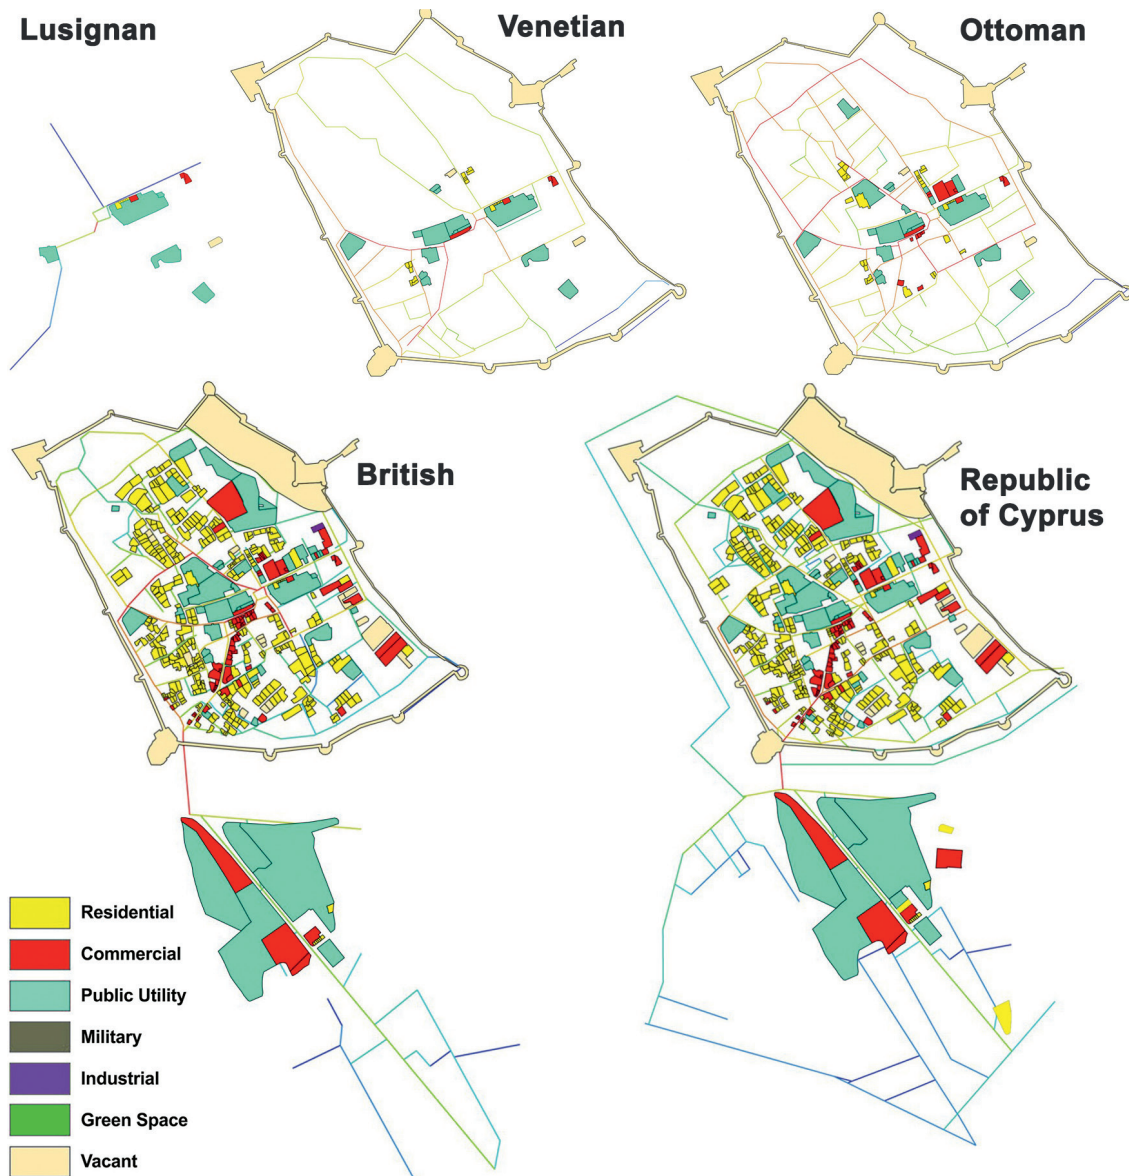 Lusignan
Venetian
Ottoman
British
Republic
of Cyprus
Residential
Commercial
Public Utility
Military
Industrial
Green Space
Vacant